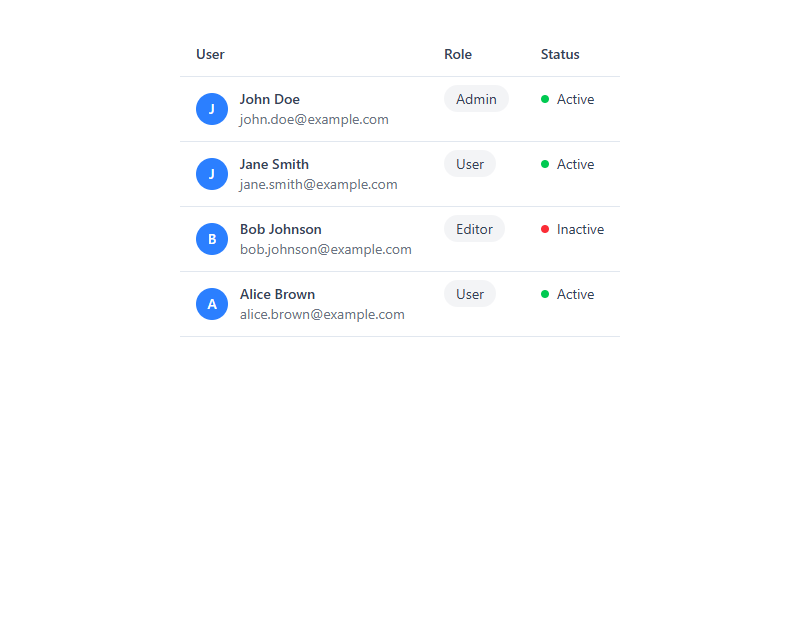 User Role Status
J John Doe Admin Active
john.doe@example.com
J Jane Smith User Active
jane.smith@example.com
B Bob Johnson Editor Inactive
bob.johnson@example.com
A Alice Brown User Active
alice.brown@example.com